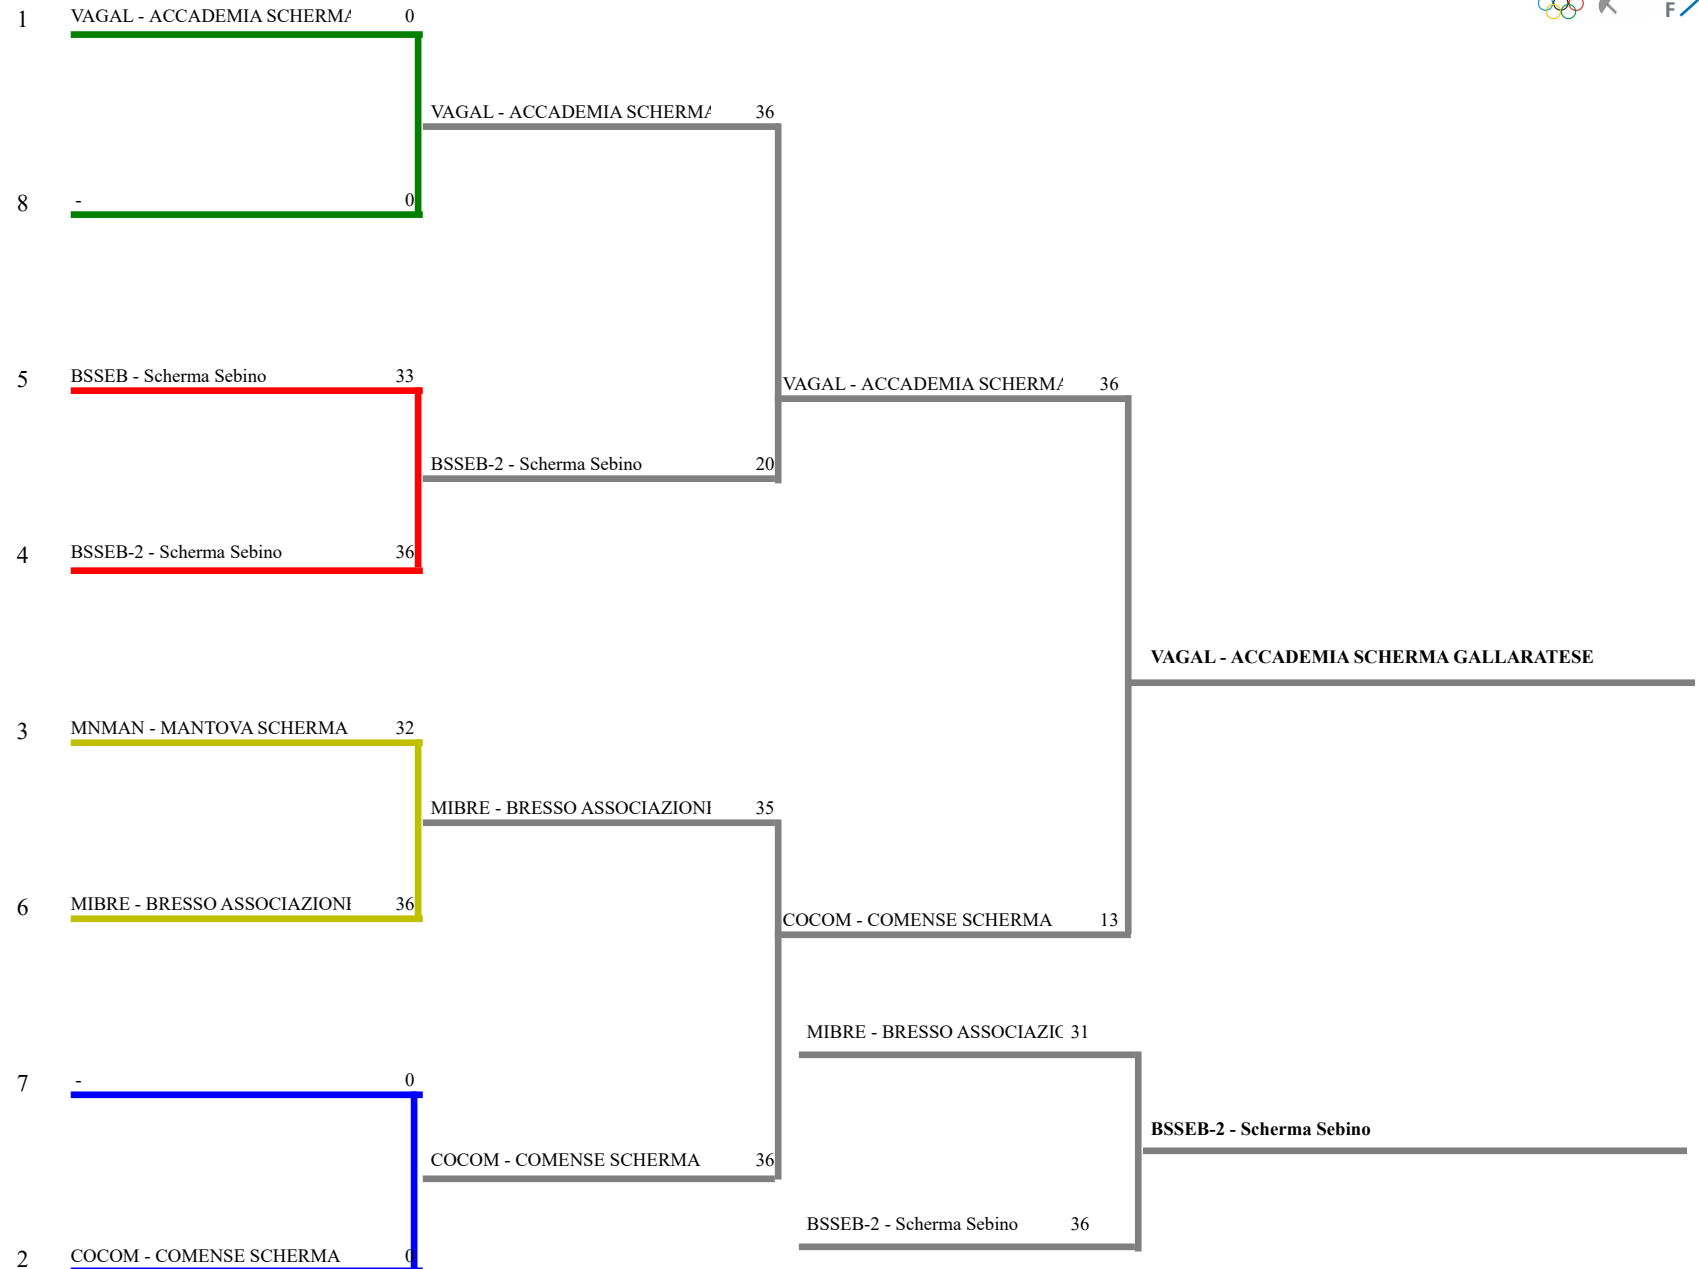 1 VAGAL - ACCADEMIA SCHERMA 0
VAGAL - ACCADEMIA SCHERMA 36
8 - 0
5 BSSEB - Scherma Sebino 33
VAGAL - ACCADEMIA SCHERMA 36
BSSEB-2 - Scherma Sebino 20
4 BSSEB-2 - Scherma Sebino 36
VAGAL - ACCADEMIA SCHERMA GALLARATESE
3 MNMAN - MANTOVA SCHERMA 32
MIBRE - BRESSO ASSOCIAZIONE 35
6 MIBRE - BRESSO ASSOCIAZIONE 36
COCOM - COMENSE SCHERMA 13
MIBRE - BRESSO ASSOCIAZIO 31
7 - 0
BSSEB-2 - Scherma Sebino
COCOM - COMENSE SCHERMA 36
BSSEB-2 - Scherma Sebino 36
2 COCOM - COMENSE SCHERMA 0
F